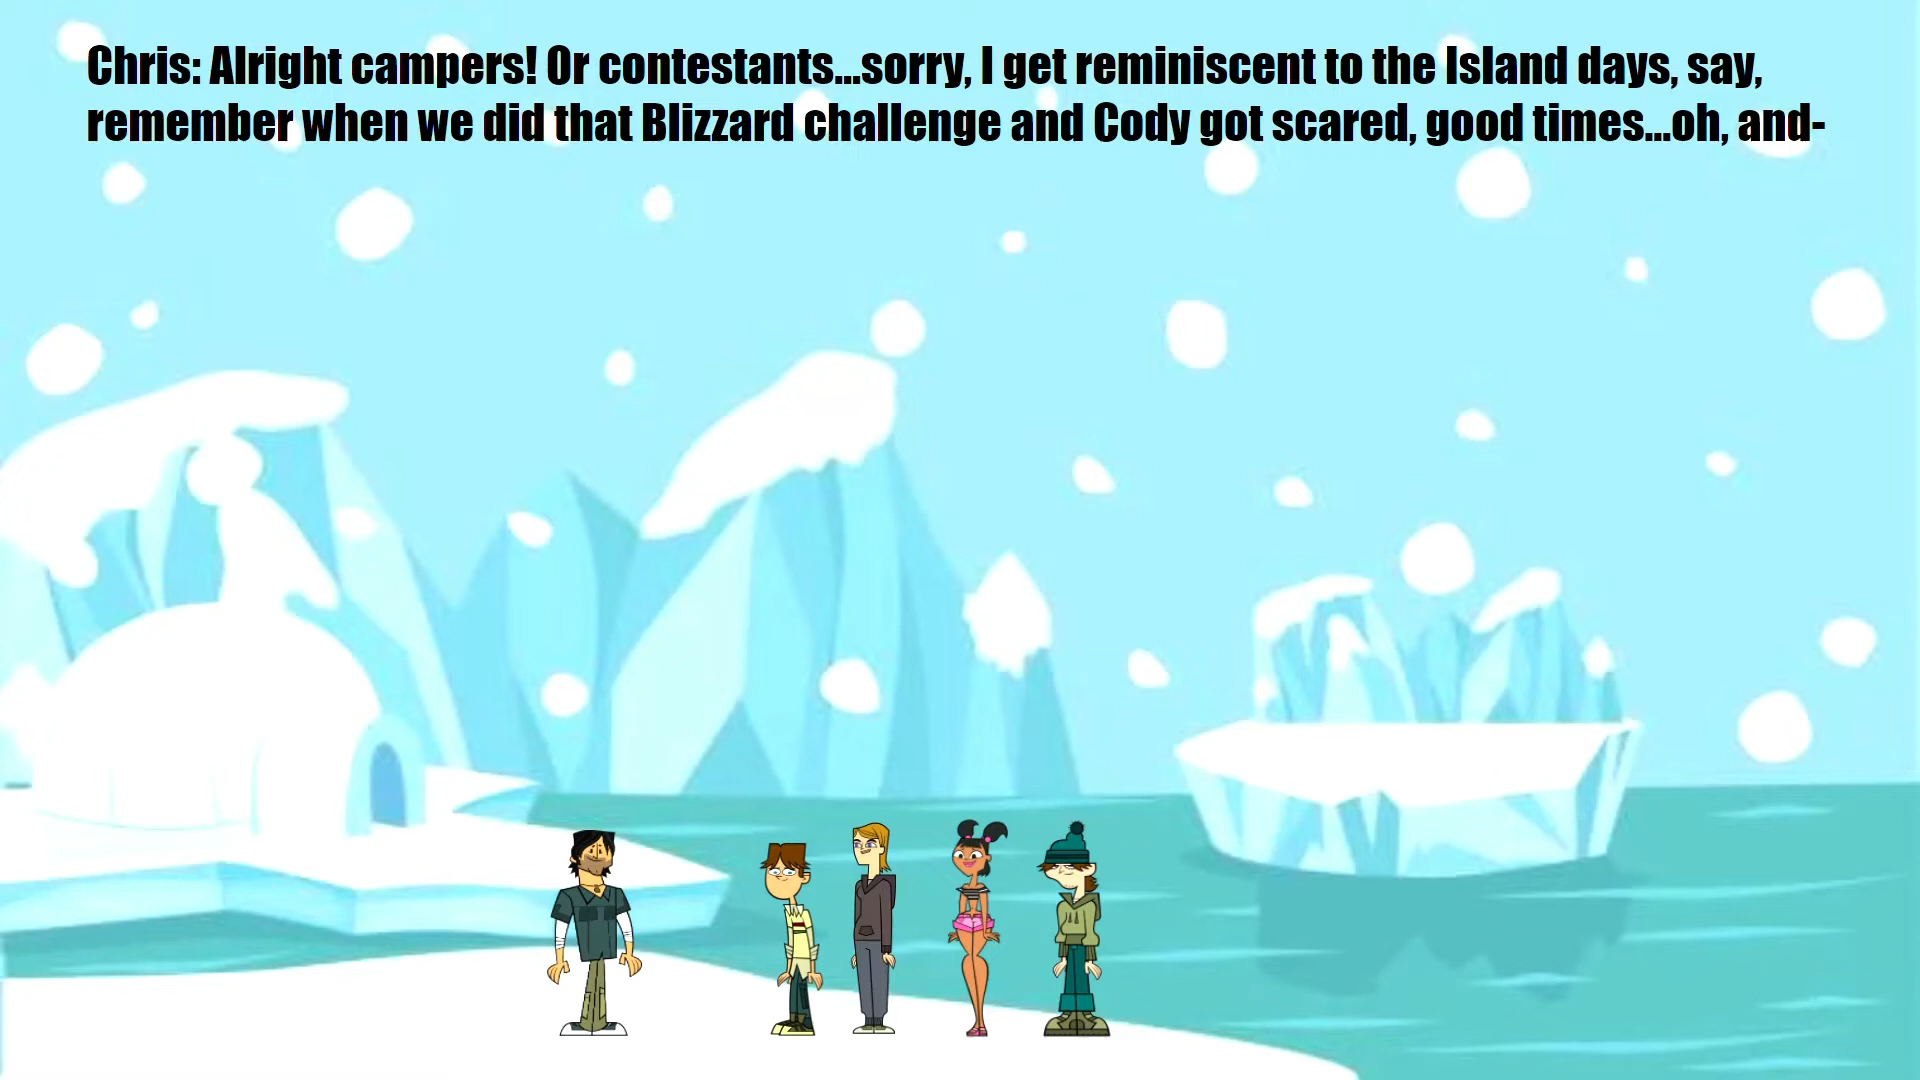 Chris: Alright campers! Or contestants...sorry, I get reminiscent to the Island days, say,
remember when we did that Blizzard challenge and Cody got scared, good times...oh, and-